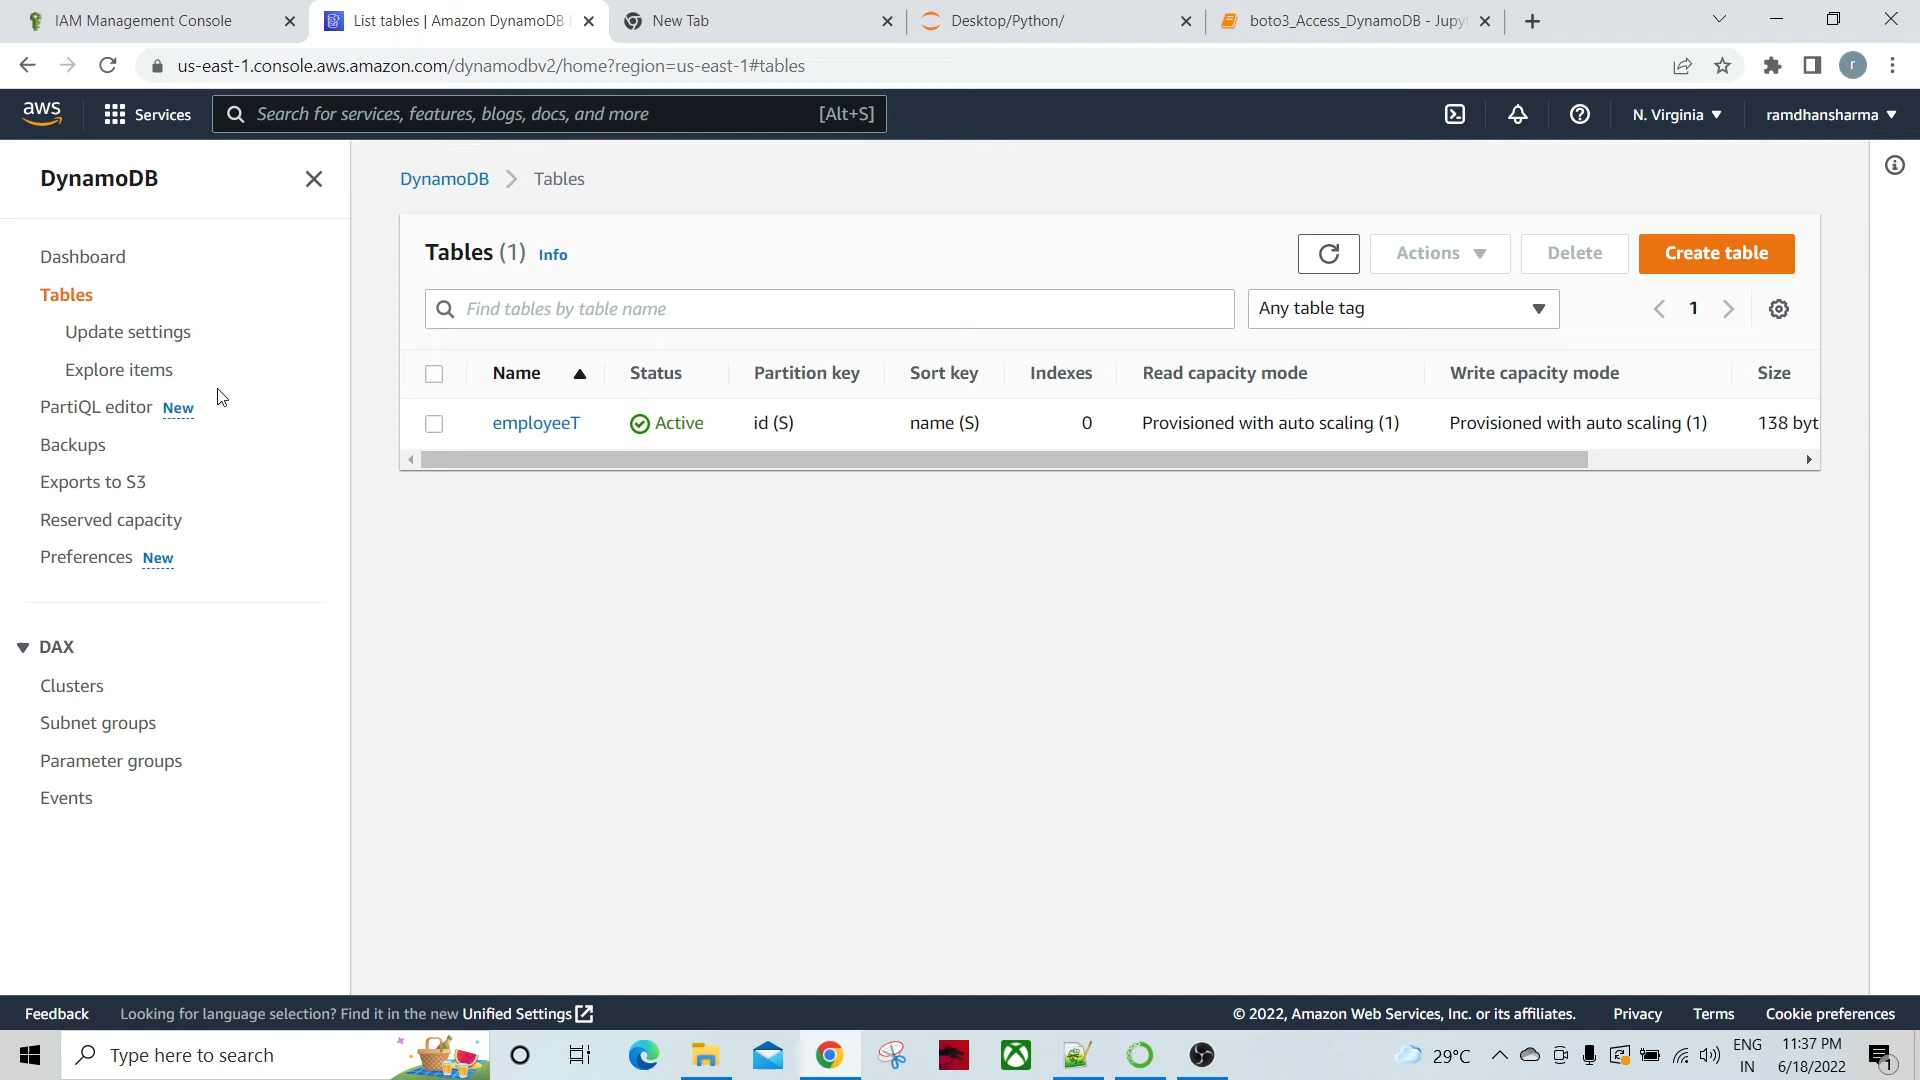 IAM Management Console
List tables | Amazon DynamoDB
New Tab
Desktop/Python/
boto3_Access_DynamoDB - Jupy
us-east-1.console.aws.amazon.com/dynamodbv2/home?region=us-east-1#tables
r
aws
Services
Search for services, features, blogs, docs, and more
[Alt+S]
N. Virginia
ramdhansharma
DynamoDB
Dashboard
Tables
Update settings
Explore items
PartiQL editor New
Backups
Exports to S3
Reserved capacity
Preferences New
DAX
Clusters
Subnet groups
Parameter groups
Events
DynamoDB
Tables
Tables (1) Info
Actions
Delete
Create table
Find tables by table name
Any table tag
1
Name Status Partition key Sort key Indexes Read capacity mode Write capacity mode Size
employeeT Active id (S) name (S) 0 Provisioned with auto scaling (1) Provisioned with auto scaling (1) 138 byt
Feedback
Looking for language selection? Find it in the new Unified Settings
© 2022, Amazon Web Services, Inc. or its affiliates.
Privacy
Terms
Cookie preferences
Type here to search
29°C
ENG
IN
11:37 PM
6/18/2022
1